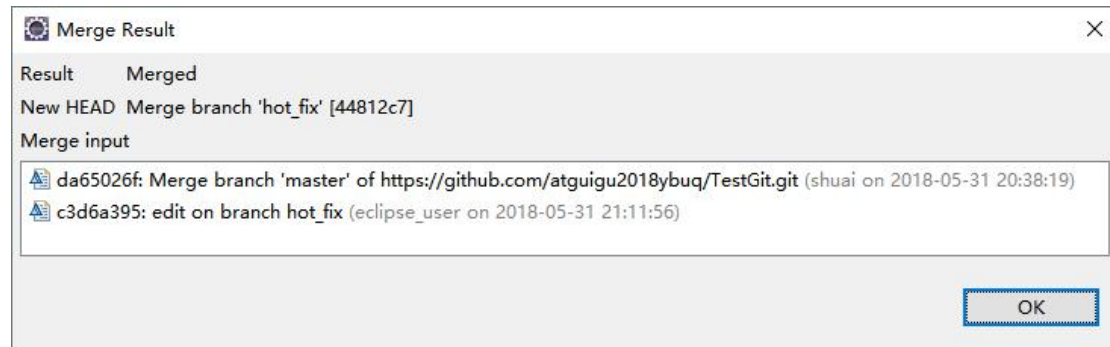 Merge Result
Result Merged
New HEAD Merge branch 'hot_fix' [44812c7]
Merge input
da65026f: Merge branch 'master' of https://github.com/atguigu2018ybuq/TestGit.git (shuai on 2018-05-31 20:38:19)
c3d6a395: edit on branch hot_fix (eclipse_user on 2018-05-31 21:11:56)
OK